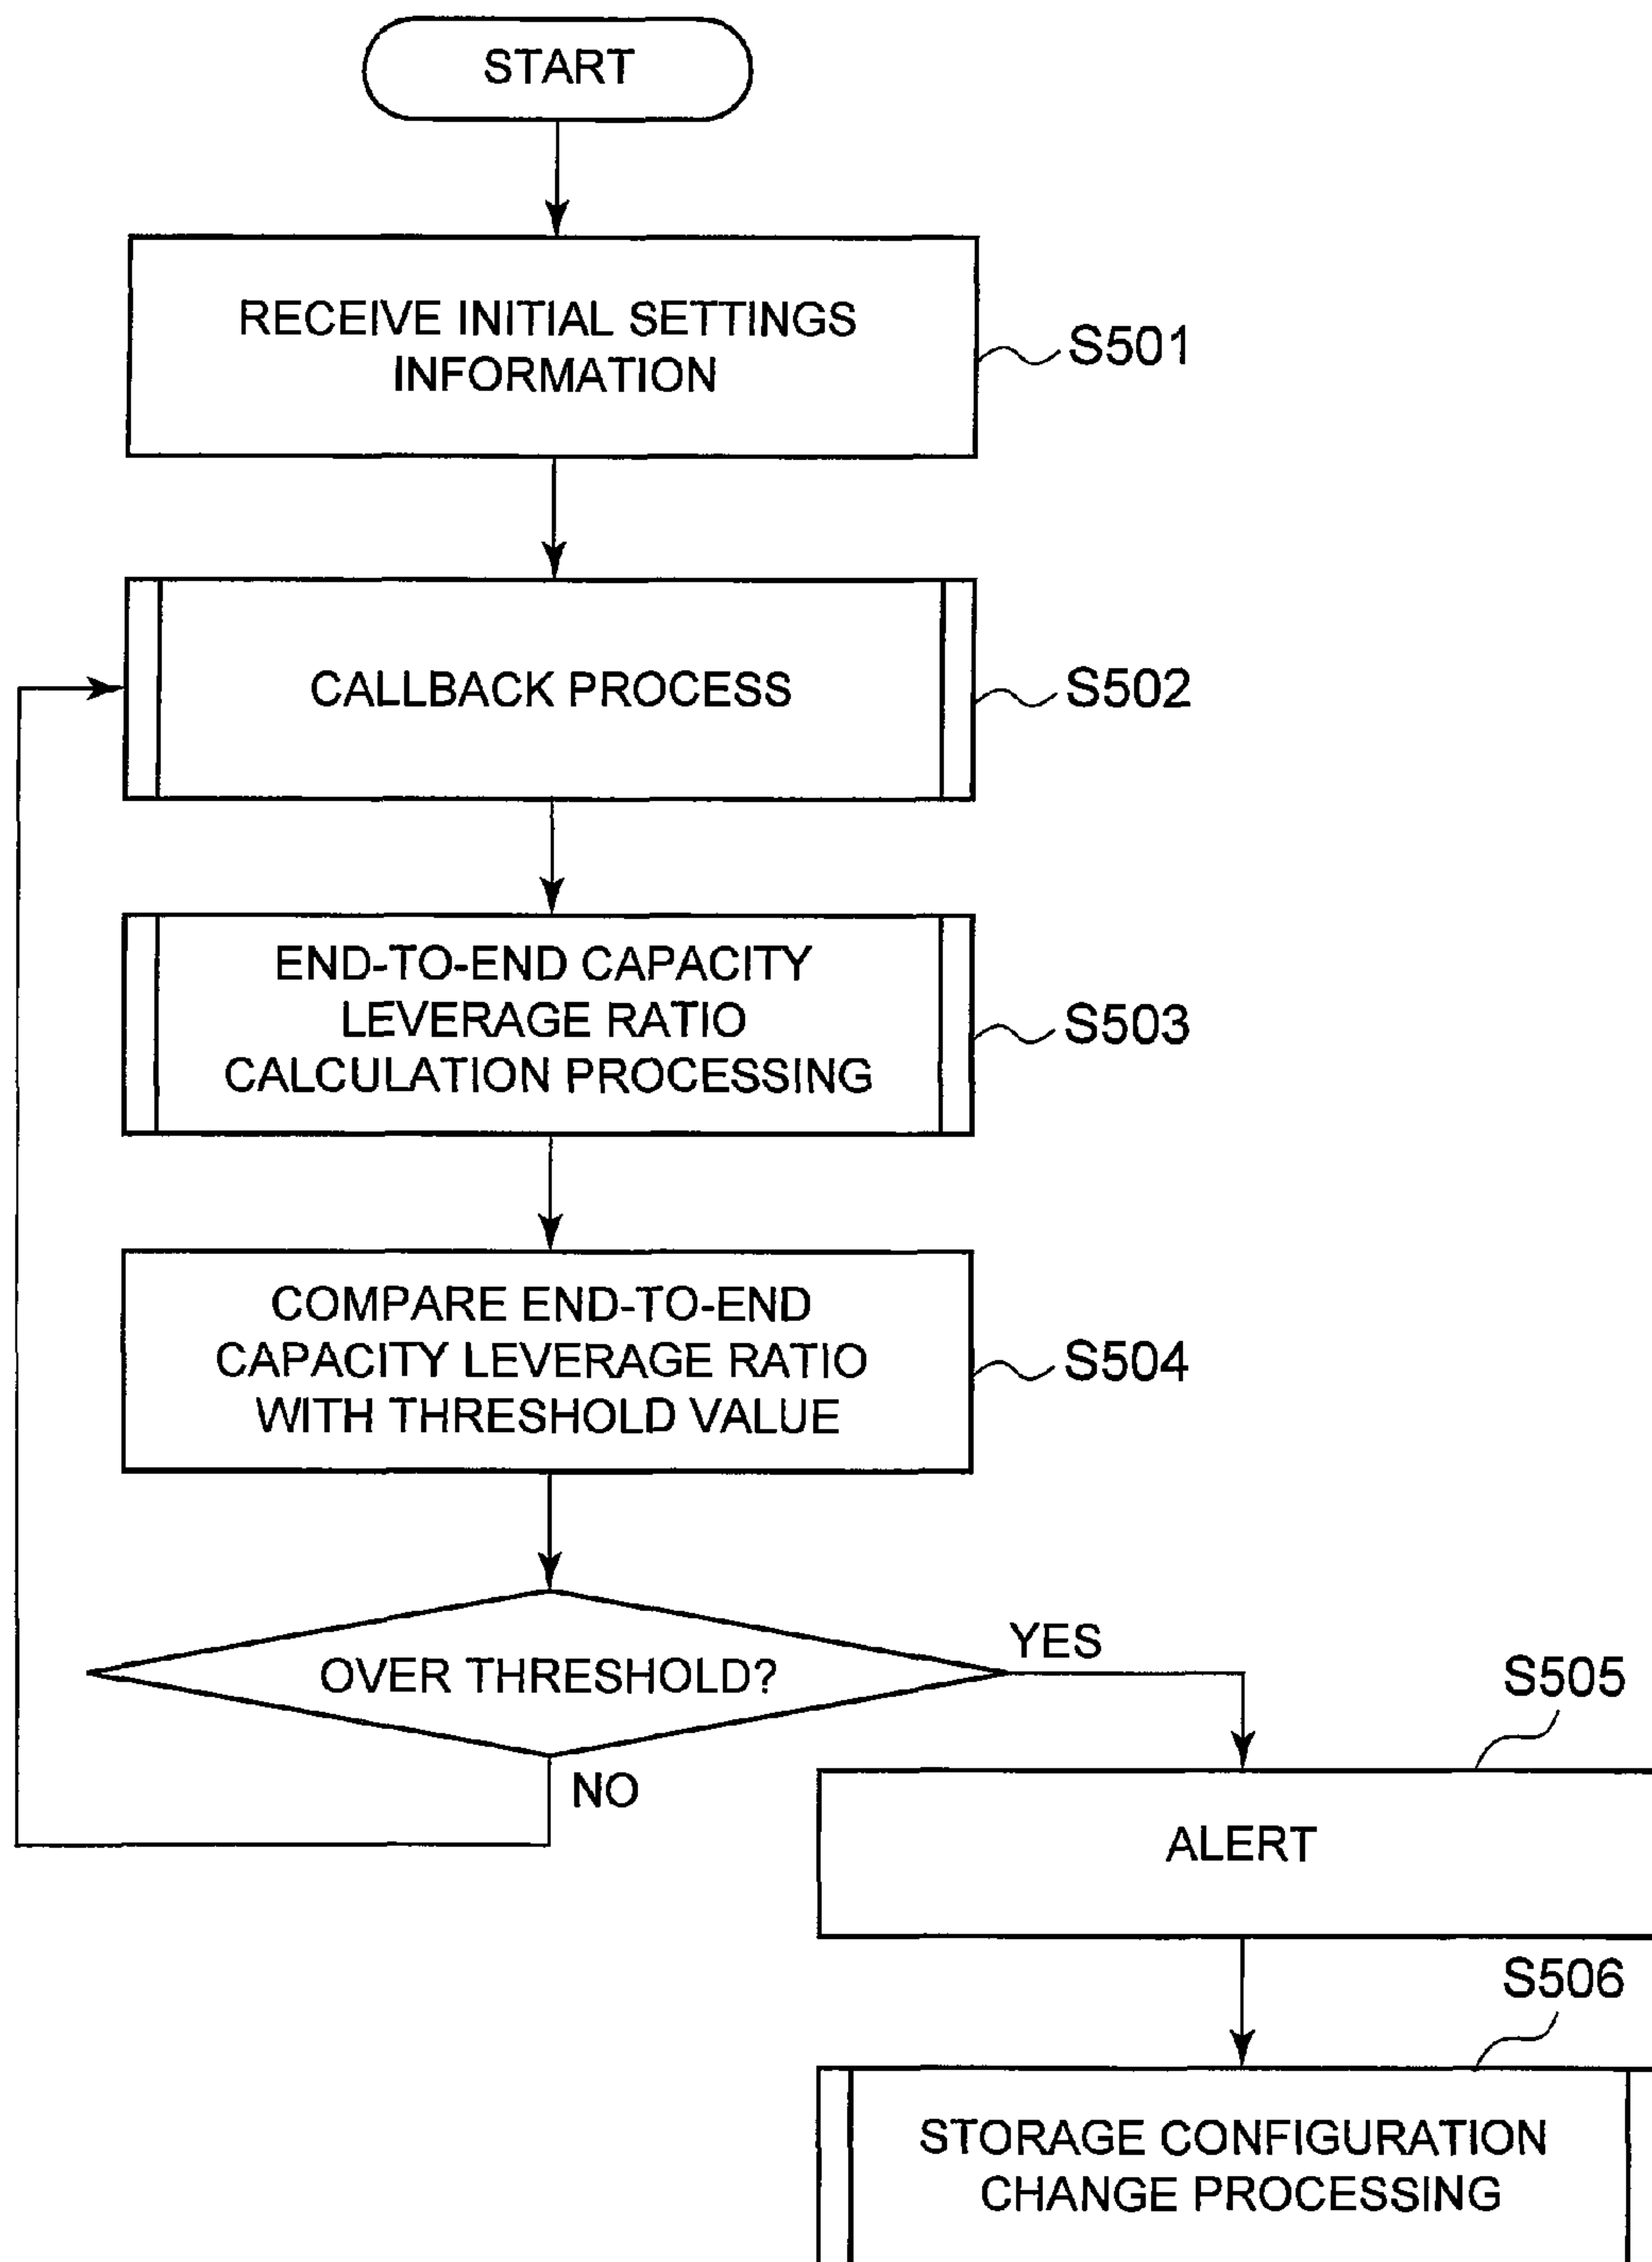 START
RECEIVE INITIAL SETTINGS
INFORMATION
S501
CALLBACK PROCESS
S502
END-TO-END CAPACITY
LEVERAGE RATIO
CALCULATION PROCESSING
S503
COMPARE END-TO-END
CAPACITY LEVERAGE RATIO
WITH THRESHOLD VALUE
S504
OVER THRESHOLD?
YES
NO
S505
ALERT
S506
STORAGE CONFIGURATION
CHANGE PROCESSING